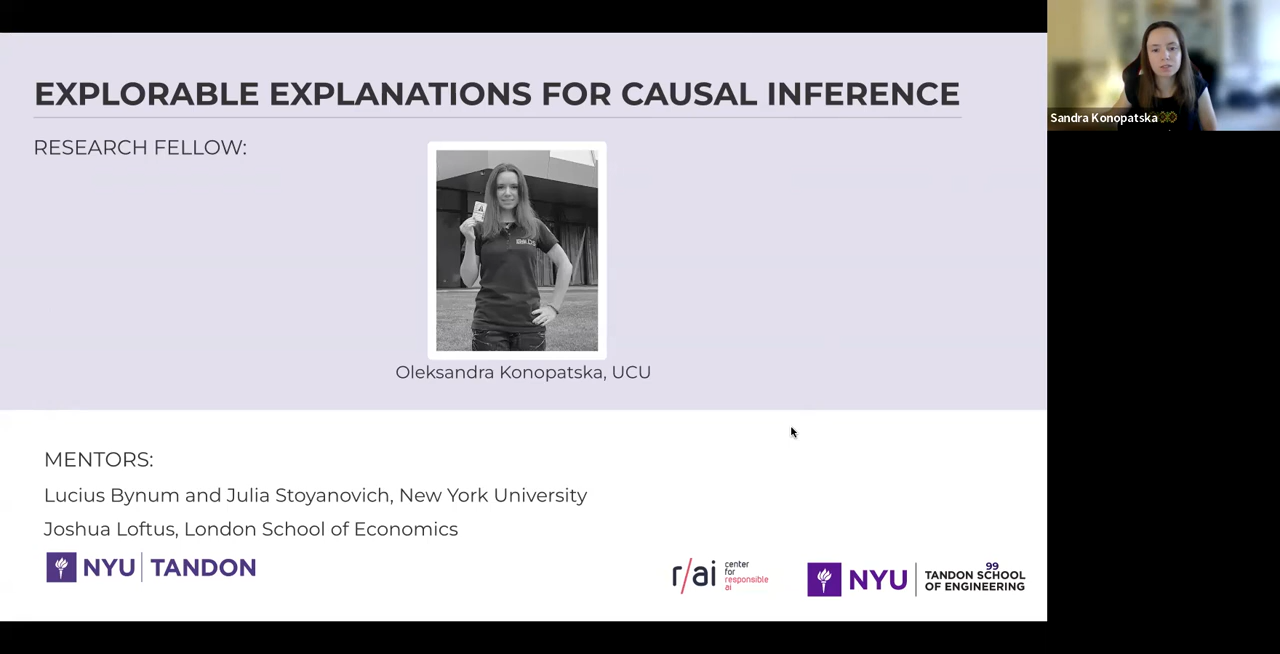 EXPLORABLE EXPLANATIONS FOR CAUSAL INFERENCE
Sandra Konopatska
RESEARCH FELLOW:
Oleksandra Konopatska, UCU
MENTORS:
Lucius Bynum and Julia Stoyanovich, New York University
Joshua Loftus, London School of Economics
NYU TANDON
r/ai center
for
responsible
ai
NYU TANDON SCHOOL
OF ENGINEERING
99